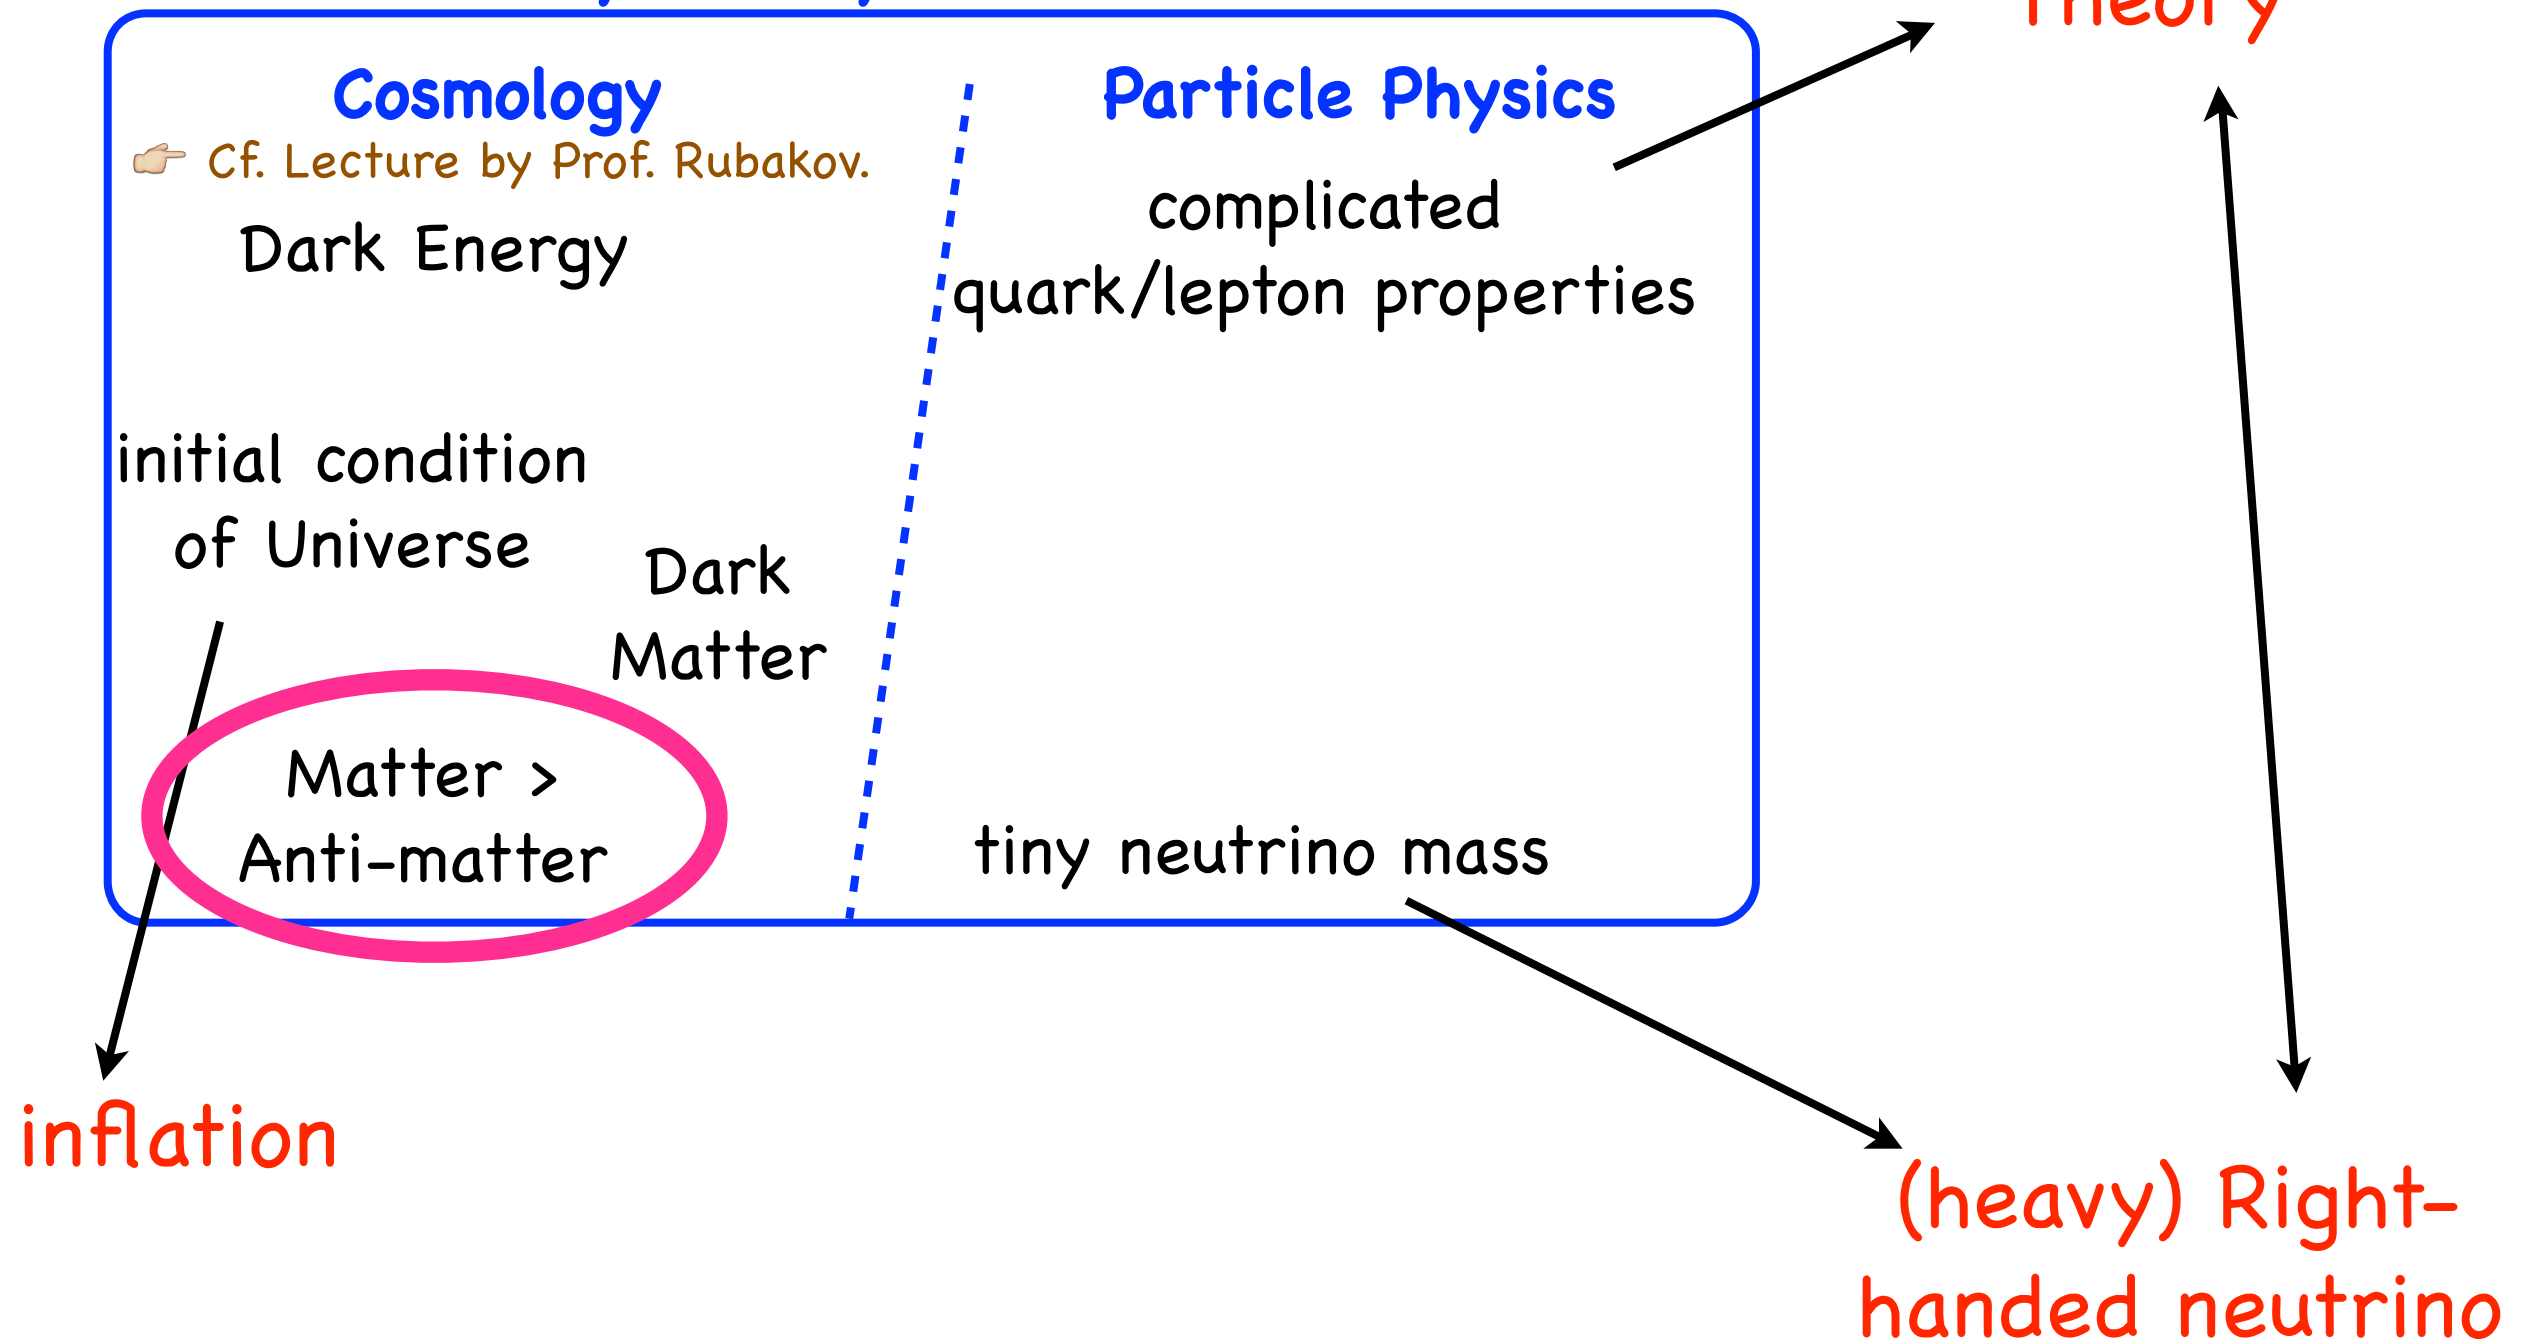 Theory
Cosmology
Cf. Lecture by Prof. Rubakov.
Dark Energy
initial condition
of Universe
Dark
Matter
Matter >
Anti-matter
Particle Physics
complicated
quark/lepton properties
tiny neutrino mass
inflation
(heavy) Right-
handed neutrino